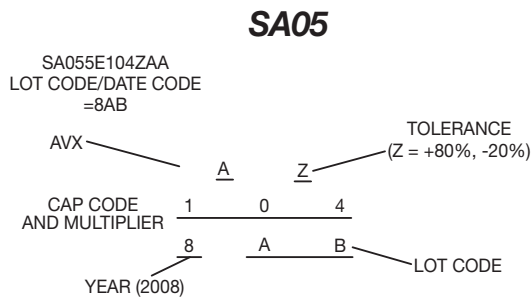 SA05
SA055E104ZAA
LOT CODE/DATE CODE
=8AB
AVX
TOLERANCE
(Z = +80%, -20%)
A Z
CAP CODE
AND MULTIPLIER
1 0 4
8 A B
LOT CODE
YEAR (2008)